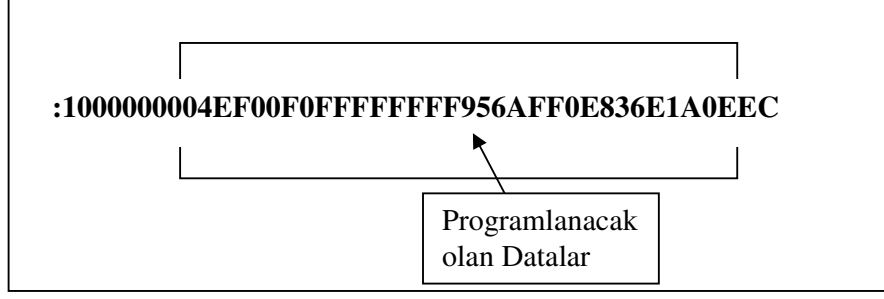 :1000000004EF00F0FFFFFFFF956AFF0E836E1A0EEC
Programlanacak
olan Datalar